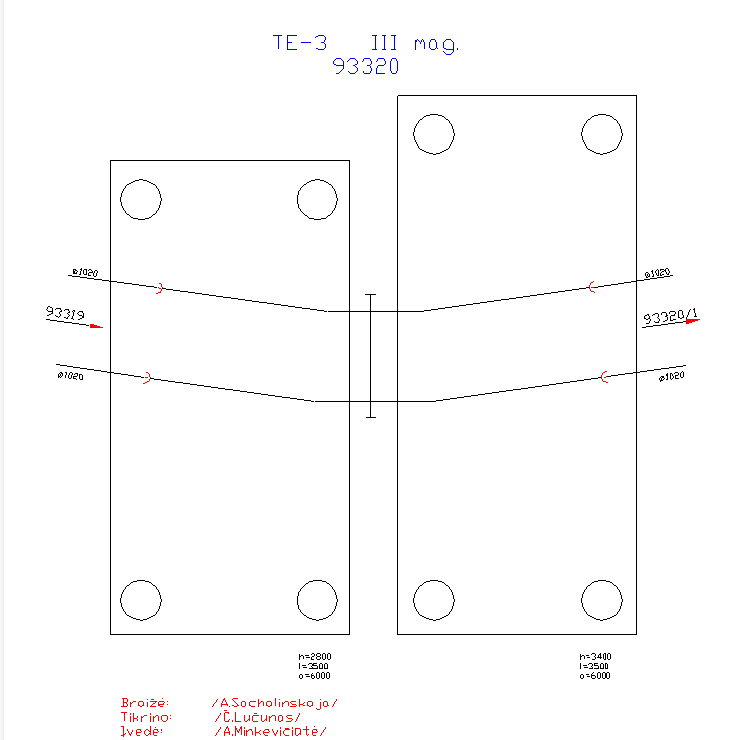 TE-3 III mag.
93320
ø1020
ø1020
93319
93320/1
ø1020
ø1020
h=2800
l=3500
a=6000
h=3400
l=3500
a=6000
Braižė: /A.Sacholinskaja/
Tikrino: /Č.Lučunas/
Įvedė: /A.Minkevičiatė/